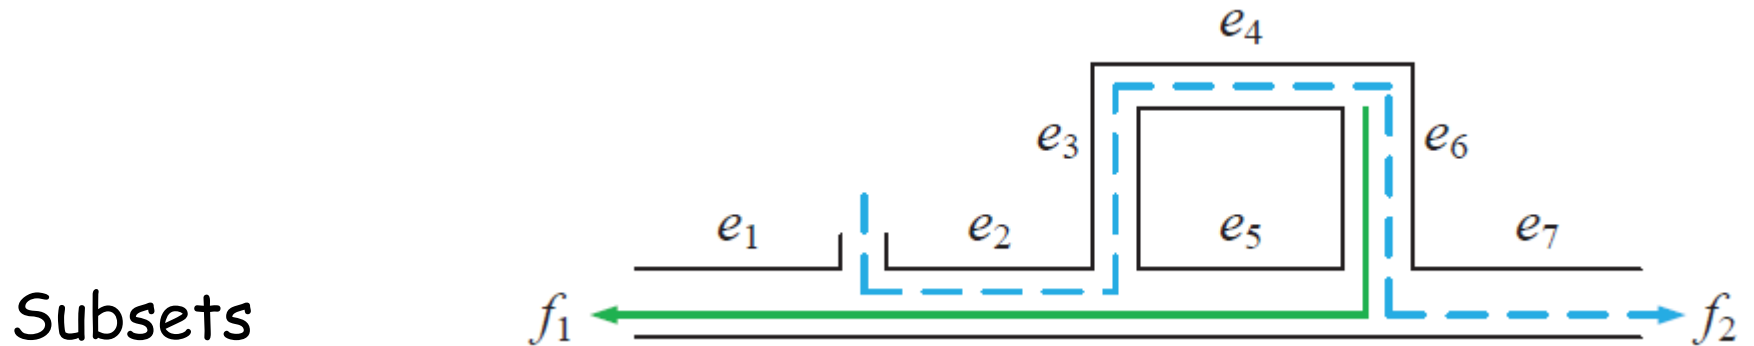 e₄
e₃ e₆
e₁ e₂ e₅ e₇
Subsets f₁ f₂